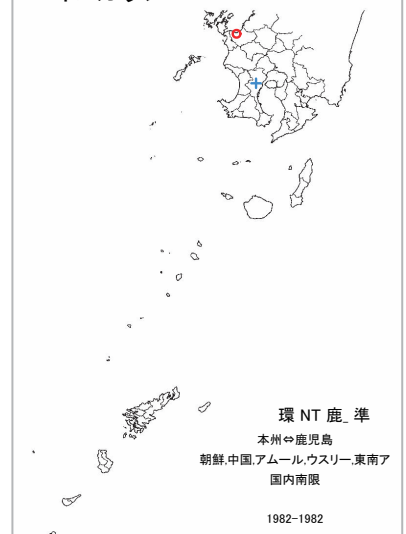 環 NT 鹿_ 準
本州⇔鹿児島
朝鮮,中国,アムール,ウスリー,東南ア
国内南限
1982-1982